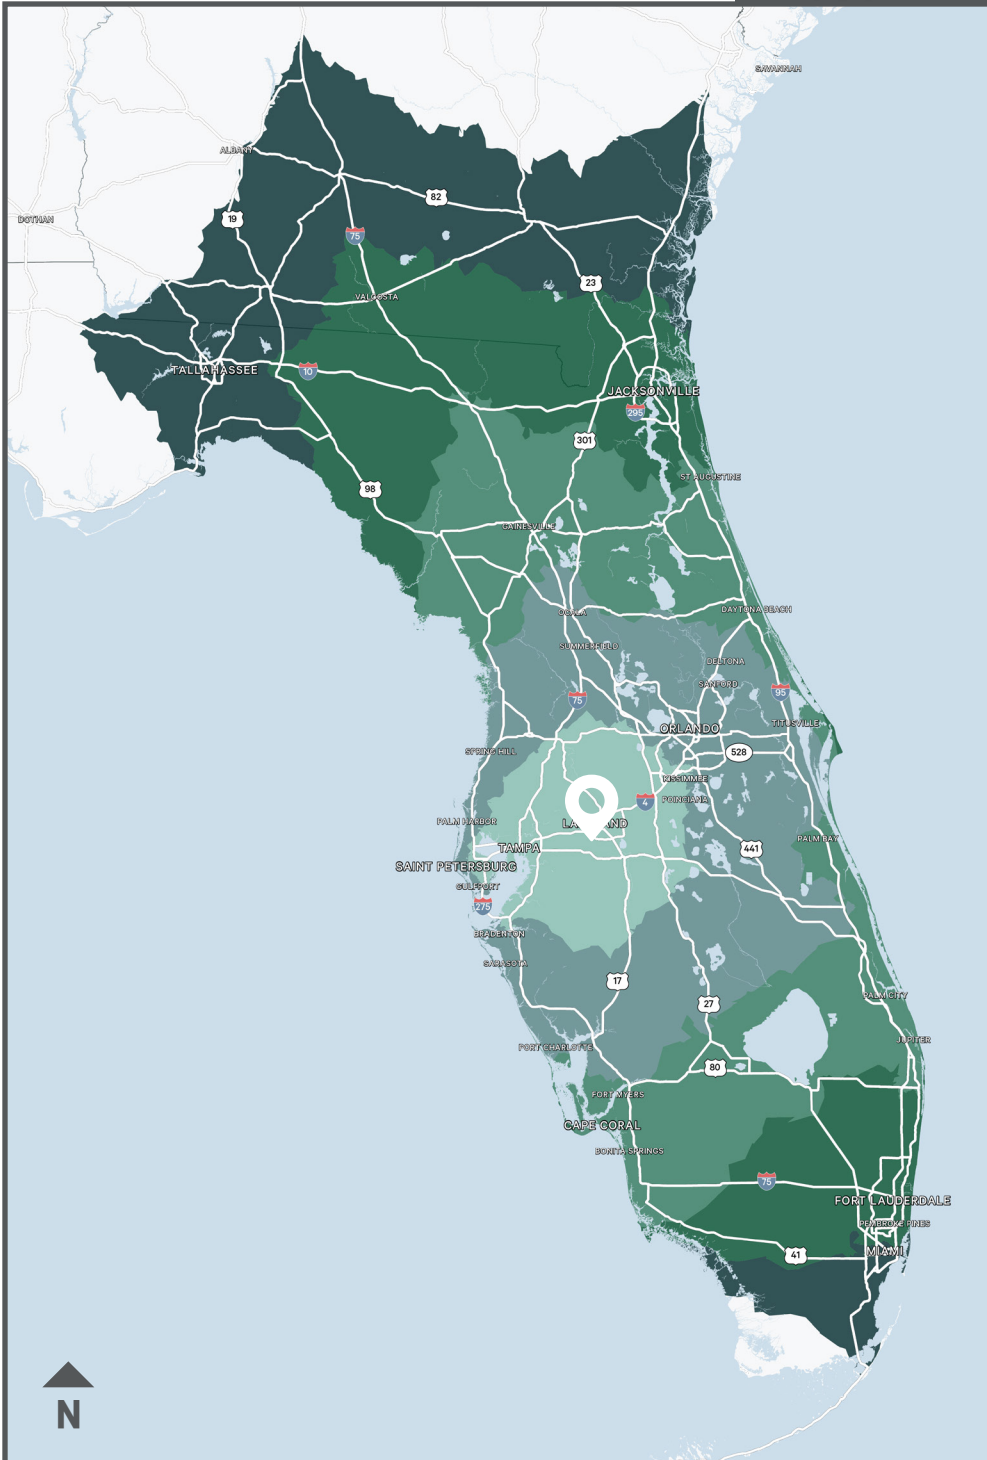 SAVANNAH
ALBANY
82
DOTHAN
19
75
23
VALDOSTA
TALLAHASSEE
10
JACKSONVILLE
295
301
ST AUGUSTINE
98
GAINESVILLE
OCALA
DAYTONA BEACH
SUMMERFIELD
DELTONA
SANFORD
95
75
TITUSVILLE
ORLANDO
SPRING HILL
528
KISSIMMEE
4
POINCIANA
PALM HARBOR
LAKELAND
PALM BAY
TAMPA
441
SAINT PETERSBURG
GULFPORT
275
BRADENTON
SARASOTA
17
PALM CITY
27
JUPITER
PORT CHARLOTTE
80
FORT MYERS
CAPE CORAL
BONITA SPRINGS
75
FORT LAUDERDALE
PEMBROKE PINES
MIAMI
41
N